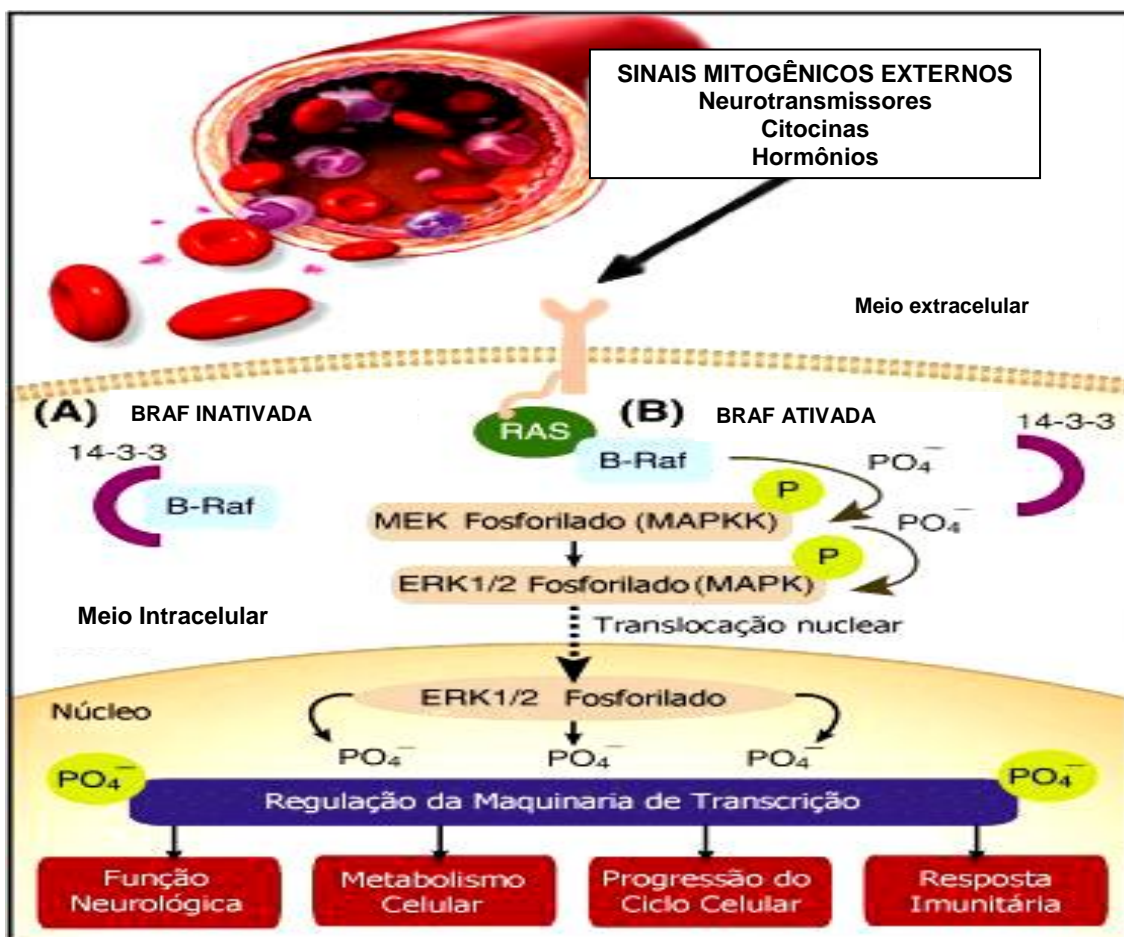 SINAIS MITOGÊNICOS EXTERNOS
Neurotransmissores
Citocinas
Hormônios
Meio extracelular
(A) BRAF INATIVADA
14-3-3
B-Raf
RAS
(B) BRAF ATIVADA
14-3-3
B-Raf
PO₄⁻
P
MEK Fosforilado (MAPKK)
PO₄⁻
P
ERK1/2 Fosforilado (MAPK)
Meio Intracelular
Translocação nuclear
Núcleo
ERK1/2 Fosforilado
PO₄⁻ PO₄⁻ PO₄⁻
PO₄⁻
PO₄⁻
Regulação da Maquinaria de Transcrição
Função
Neurológica
Metabolismo
Celular
Progressão do
Ciclo Celular
Resposta
Imunitária